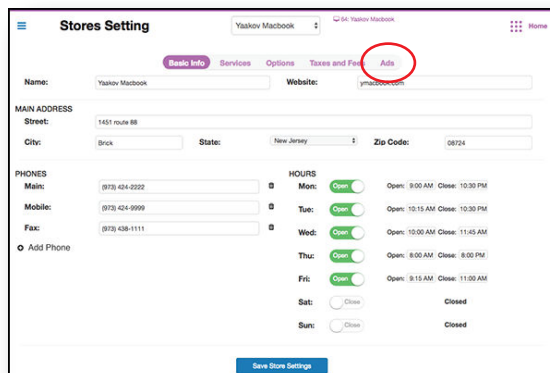 Stores Setting
Yaakov Macbook
64: Yaakov Macbook
Home
Basic Info Services Options Taxes and Fees Ads
Name: Yaakov Macbook Website: ymacbook.com
MAIN ADDRESS
Street: 1451 route 88
City: Brick State: New Jersey Zip Code: 08724
PHONES HOURS
Main: (973) 424-2222 Mon: Open Open: 9:00 AM Close: 10:30 PM
Mobile: (973) 424-9999 Tue: Open Open: 10:15 AM Close: 10:30 PM
Fax: (973) 438-1111 Wed: Open Open: 10:00 AM Close: 11:45 AM
Add Phone Thu: Open Open: 8:00 AM Close: 8:00 PM
Fri: Open Open: 9:15 AM Close: 11:00 AM
Sat: Close Closed
Sun: Close Closed
Save Store Settings